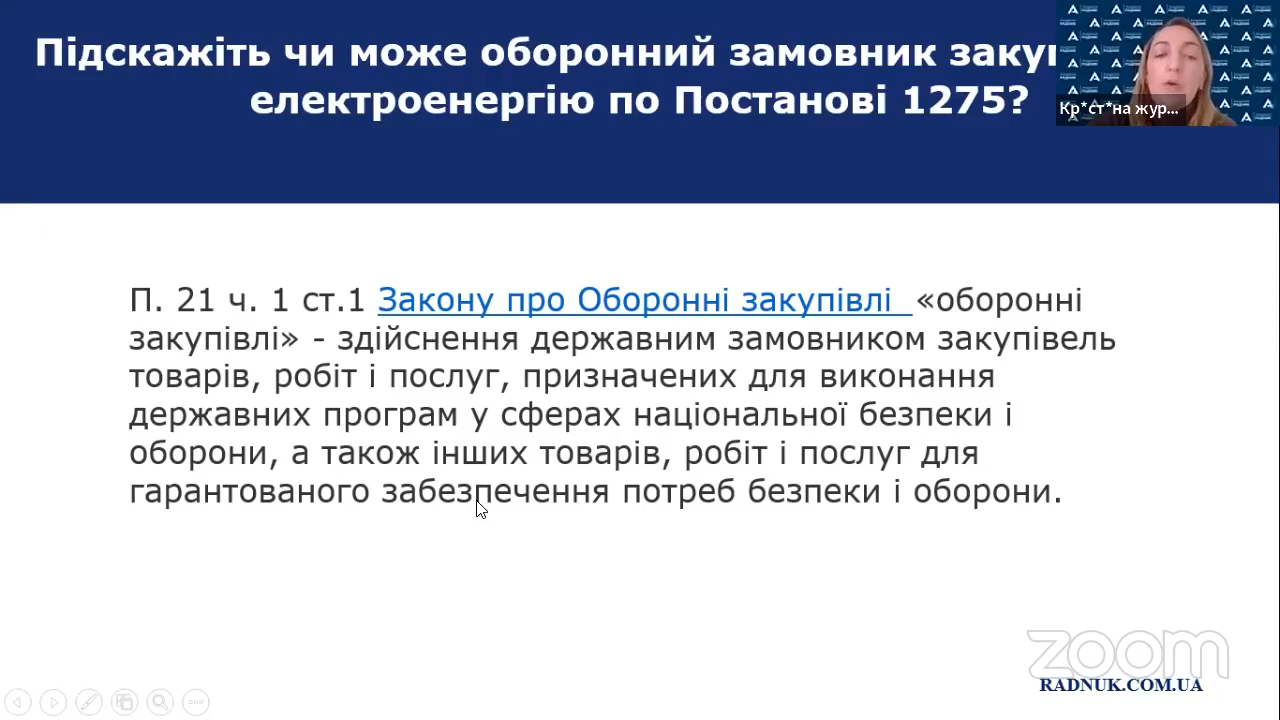 Підскажіть чи може оборонний замовник заку
електроенергію по Постанові 1275?
Кр*ст*на жур...
П. 21 ч. 1 ст.1 Закону про Оборонні закупівлі «оборонні
закупівлі» - здійснення державним замовником закупівель
товарів, робіт і послуг, призначених для виконання
державних програм у сферах національної безпеки і
оборони, а також інших товарів, робіт і послуг для
гарантованого забезпечення потреб безпеки і оборони.
zoom
RADNUK.COM.UA